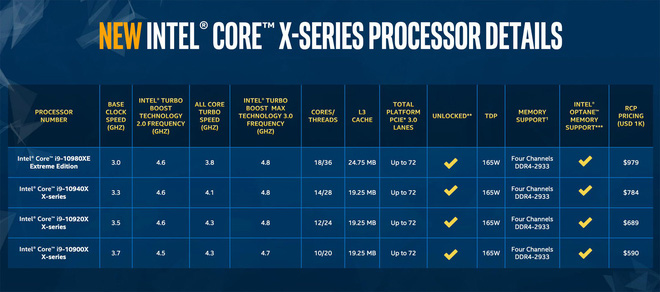 NEW INTEL® CORE™ X-SERIES PROCESSOR DETAILS
PROCESSOR NUMBER
BASE CLOCK SPEED (GHZ)
INTEL® TURBO BOOST TECHNOLOGY 2.0 FREQUENCY (GHZ)
ALL CORE TURBO SPEED (GHZ)
INTEL® TURBO BOOST MAX TECHNOLOGY 3.0 FREQUENCY (GHZ)
CORES/ THREADS
L3 CACHE
TOTAL PLATFORM PCIE* 3.0 LANES
UNLOCKED**
TDP
MEMORY SUPPORT†
INTEL® OPTANE™ MEMORY SUPPORT***
RCP PRICING (USD 1K)
Intel® Core™ i9-10980XE Extreme Edition 3.0 4.6 3.8 4.8 18/36 24.75 MB Up to 72 ✓ 165W Four Channels DDR4-2933 ✓ $979
Intel® Core™ i9-10940X X-series 3.3 4.6 4.1 4.8 14/28 19.25 MB Up to 72 ✓ 165W Four Channels DDR4-2933 ✓ $784
Intel® Core™ i9-10920X X-series 3.5 4.6 4.3 4.8 12/24 19.25 MB Up to 72 ✓ 165W Four Channels DDR4-2933 ✓ $689
Intel® Core™ i9-10900X X-series 3.7 4.5 4.3 4.7 10/20 19.25 MB Up to 72 ✓ 165W Four Channels DDR4-2933 ✓ $590